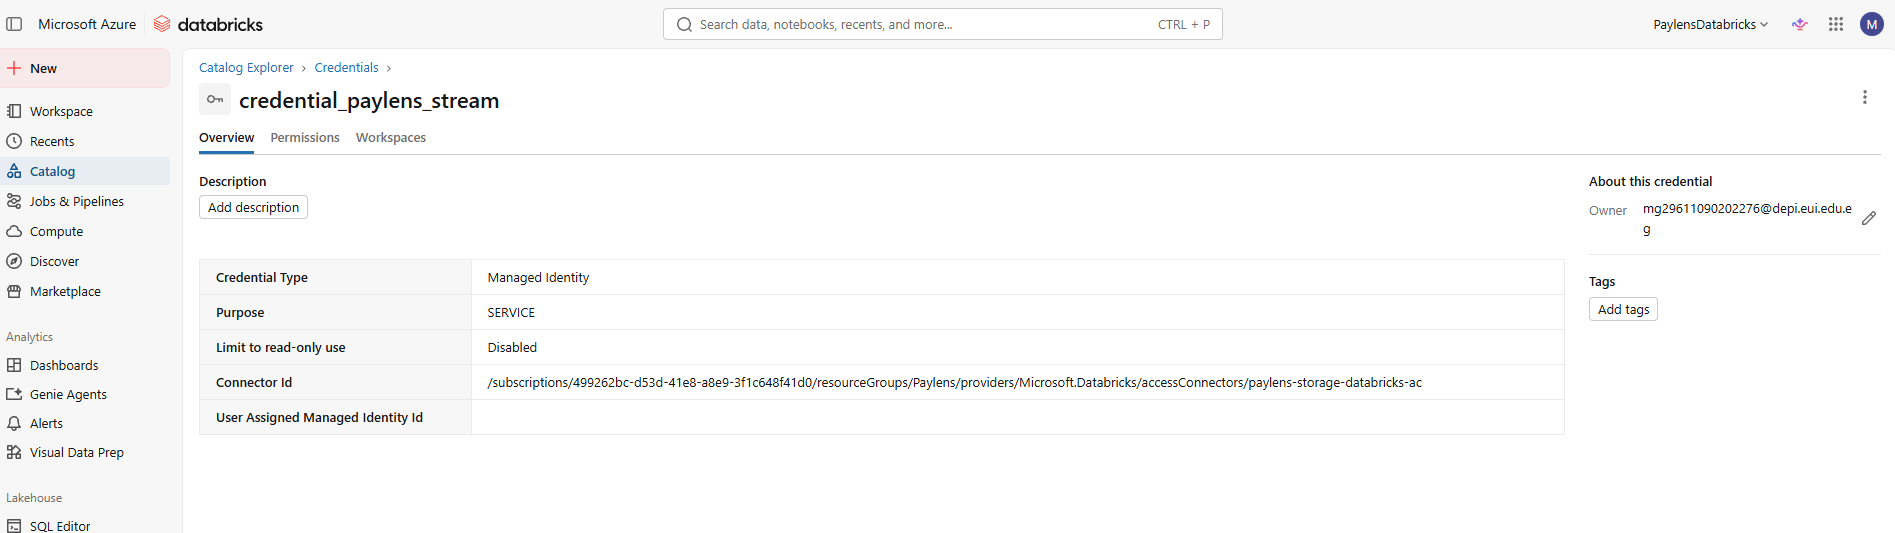 Microsoft Azure databricks Search data, notebooks, recents, and more... CTRL + P PaylensDatabricks M
New
Workspace
Recents
Catalog
Jobs & Pipelines
Compute
Discover
Marketplace
Analytics
Dashboards
Genie Agents
Alerts
Visual Data Prep
Lakehouse
SQL Editor
Catalog Explorer › Credentials ›
credential_paylens_stream
Overview Permissions Workspaces
Description
Add description
Credential Type Managed Identity
Purpose SERVICE
Limit to read-only use Disabled
Connector Id /subscriptions/499262bc-d53d-41e8-a8e9-3f1c648f41d0/resourceGroups/Paylens/providers/Microsoft.Databricks/accessConnectors/paylens-storage-databricks-ac
User Assigned Managed Identity Id
About this credential
Owner mg29611090202276@depi.eui.edu.e
g
Tags
Add tags